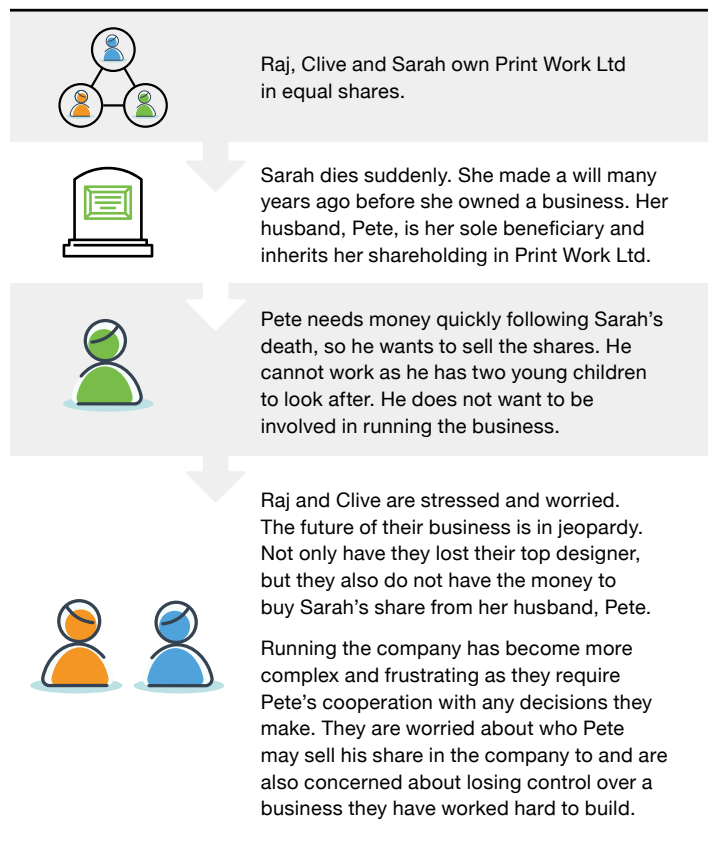 Raj, Clive and Sarah own Print Work Ltd
in equal shares.
Sarah dies suddenly. She made a will many
years ago before she owned a business. Her
husband, Pete, is her sole beneficiary and
inherits her shareholding in Print Work Ltd.
Pete needs money quickly following Sarah’s
death, so he wants to sell the shares. He
cannot work as he has two young children
to look after. He does not want to be
involved in running the business.
Raj and Clive are stressed and worried.
The future of their business is in jeopardy.
Not only have they lost their top designer,
but they also do not have the money to
buy Sarah’s share from her husband, Pete.
Running the company has become more
complex and frustrating as they require
Pete’s cooperation with any decisions they
make. They are worried about who Pete
may sell his share in the company to and are
also concerned about losing control over a
business they have worked hard to build.